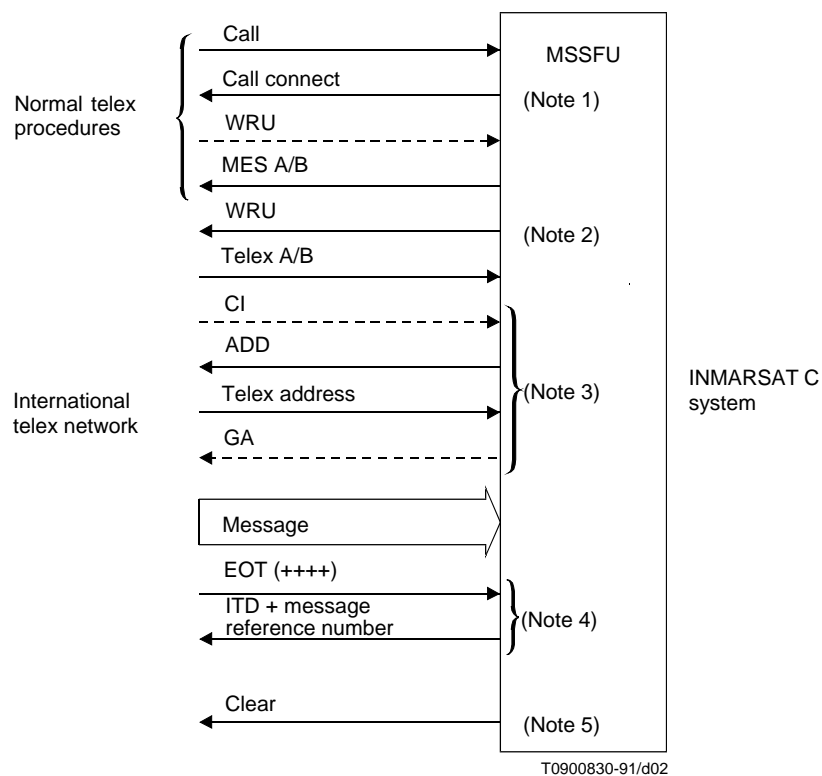 Call
MSSFU
Call connect
(Note 1)
Normal telex
procedures
WRU
MES A/B
WRU
(Note 2)
Telex A/B
CI
ADD
INMARSAT C
system
Telex address
(Note 3)
International
telex network
GA
Message
EOT (++++)
ITD + message
reference number
(Note 4)
Clear
(Note 5)
T0900830-91/d02